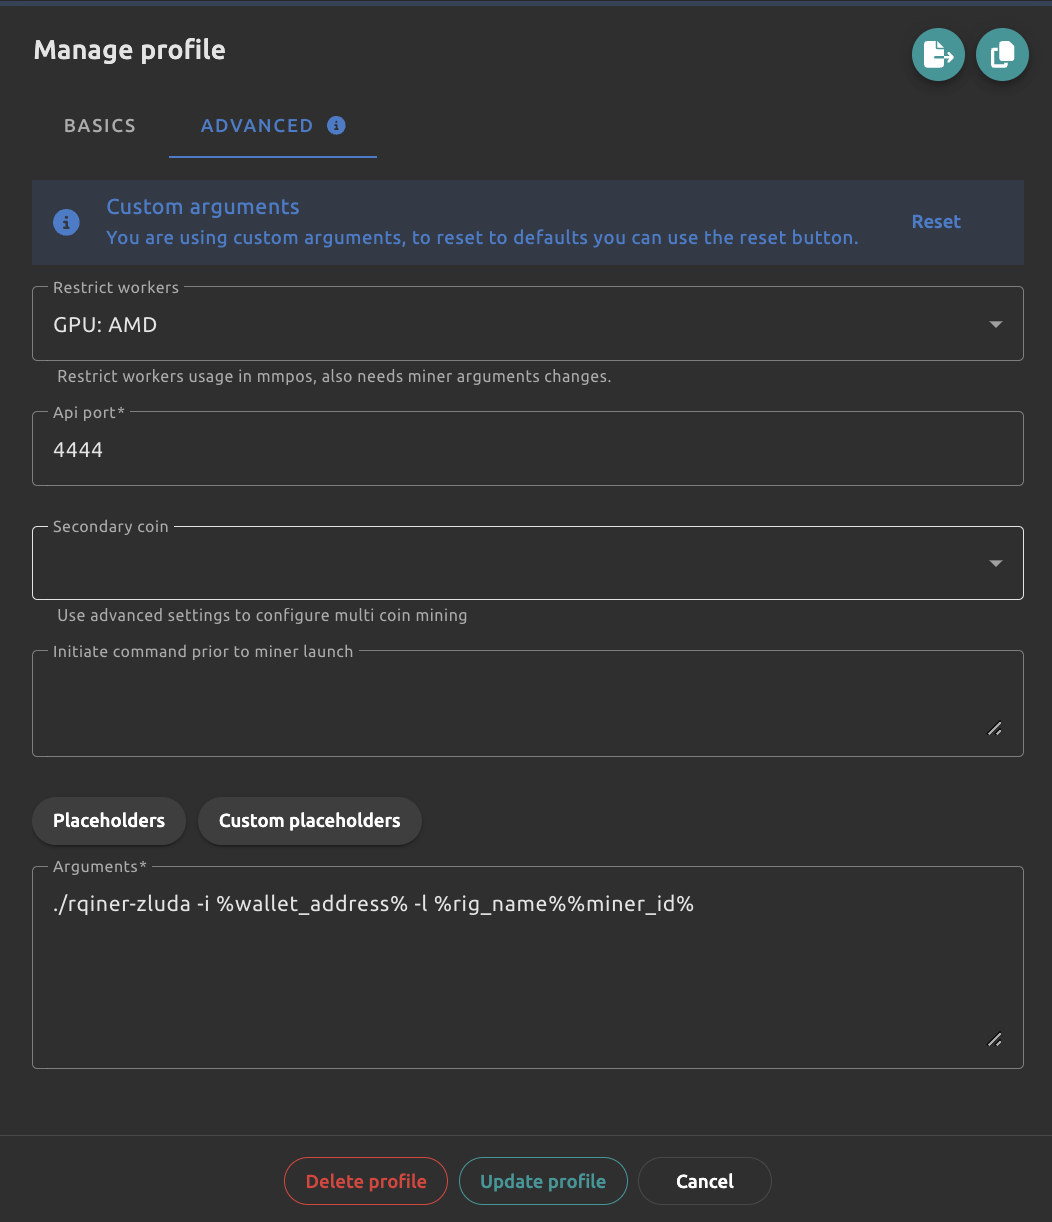 Manage profile
BASICS
ADVANCED
Custom arguments
You are using custom arguments, to reset to defaults you can use the reset button.
Reset
Restrict workers
GPU: AMD
Restrict workers usage in mmpos, also needs miner arguments changes.
Api port*
4444
Secondary coin
Use advanced settings to configure multi coin mining
Initiate command prior to miner launch
Placeholders
Custom placeholders
Arguments*
./rqiner-zluda -i %wallet_address% -l %rig_name%%miner_id%
Delete profile
Update profile
Cancel